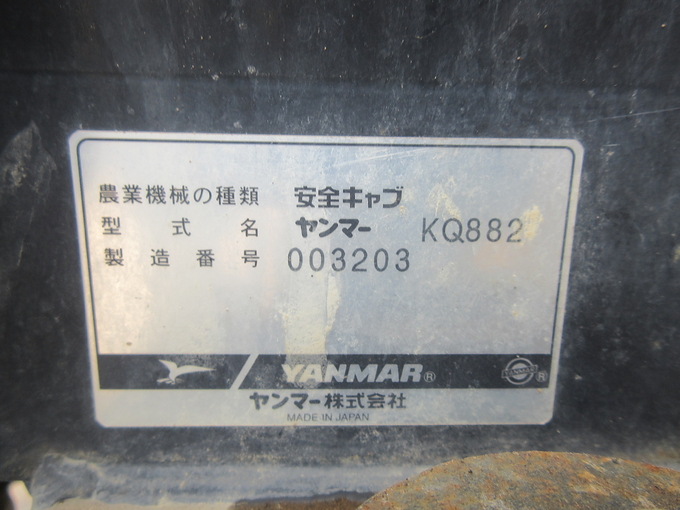 農業機械の種類 安全キャブ
型式名 ヤンマー KQ882
製造番号 003203
YANMAR®
®
ヤンマー株式会社
MADE IN JAPAN